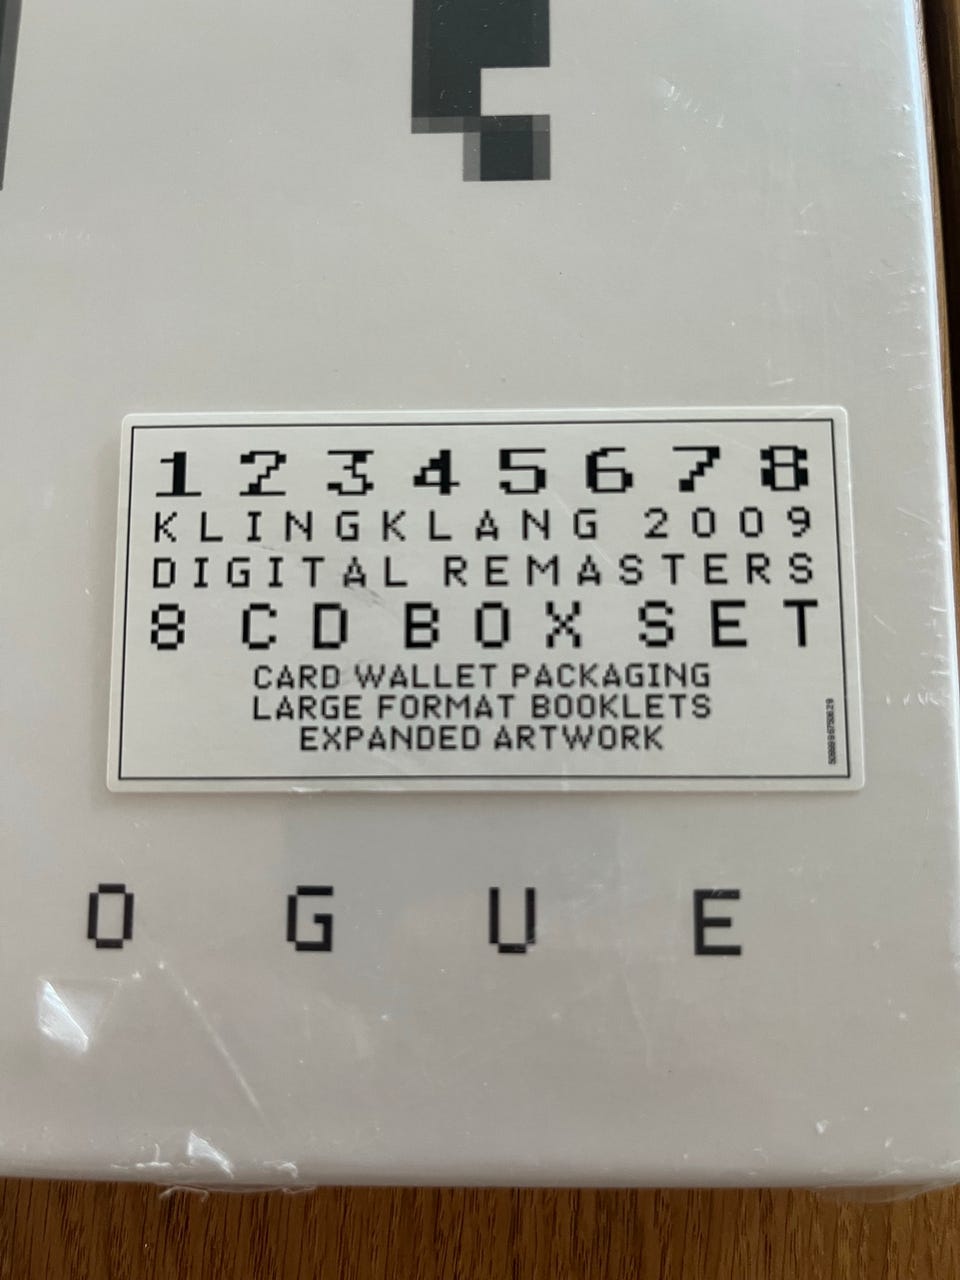 1 2 3 4 5 6 7 8
KLINGKLANG 2009
DIGITAL REMASTERS
8 CD BOX SET
CARD WALLET PACKAGING
LARGE FORMAT BOOKLETS
EXPANDED ARTWORK
O G U E